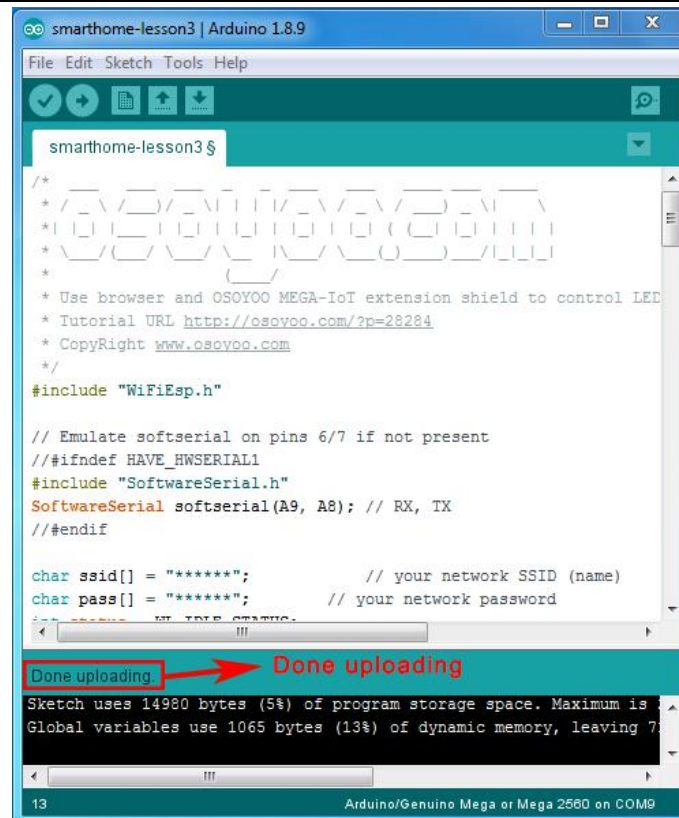 smarthome-lesson3 | Arduino 1.8.9
File Edit Sketch Tools Help
smarthome-lesson3 §
/*
* Use browser and OSOYOO MEGA-IoT extension shield to control LED
* Tutorial URL http://osoyoo.com/?p=28284
* CopyRight www.osoyoo.com
*/
#include "WiFiEsp.h"
// Emulate softserial on pins 6/7 if not present
//#ifndef HAVE_HWSERIAL1
#include "SoftwareSerial.h"
SoftwareSerial softserial(A9, A8); // RX, TX
//#endif
char ssid[] = "******"; // your network SSID (name)
char pass[] = "******"; // your network password
int status WL_IDLE_STATUS;
Done uploading. Done uploading
Sketch uses 14980 bytes (5%) of program storage space. Maximum is
Global variables use 1065 bytes (13%) of dynamic memory, leaving 7
13 Arduino/Genuino Mega or Mega 2560 on COM9